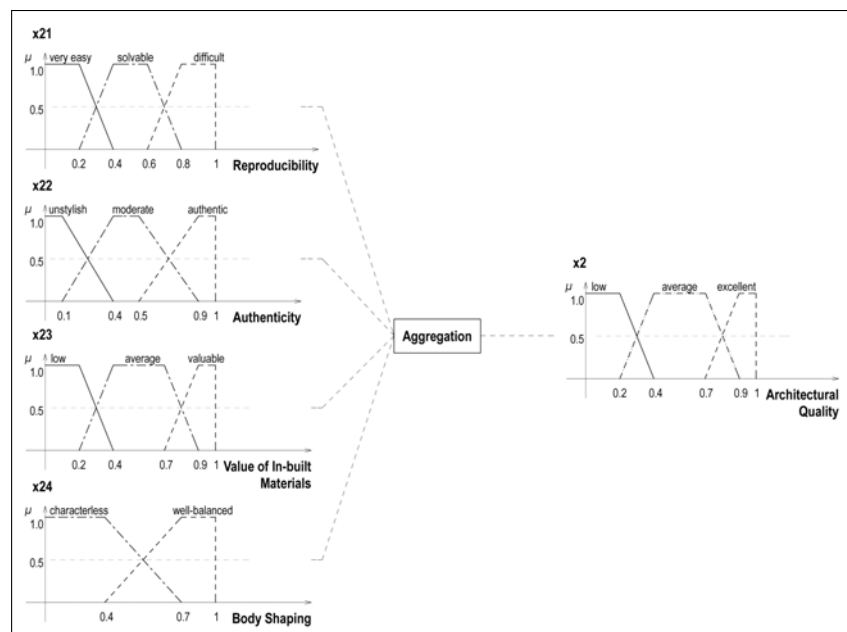 x21
μ very easy solvable difficult
1.0
0.5
0.2 0.4 0.6 0.8 1 Reproducibility
x22
μ unstylish moderate authentic
1.0
0.5
0.1 0.4 0.5 0.9 1 Authenticity
x23
μ low average valuable
1.0
0.5
0.2 0.4 0.7 0.9 1 Value of In-built
Materials
x24
μ characterless well-balanced
1.0
0.5
0.4 0.7 1 Body Shaping
Aggregation
x2
μ low average excellent
1.0
0.5
0.2 0.4 0.7 0.9 1 Architectural
Quality